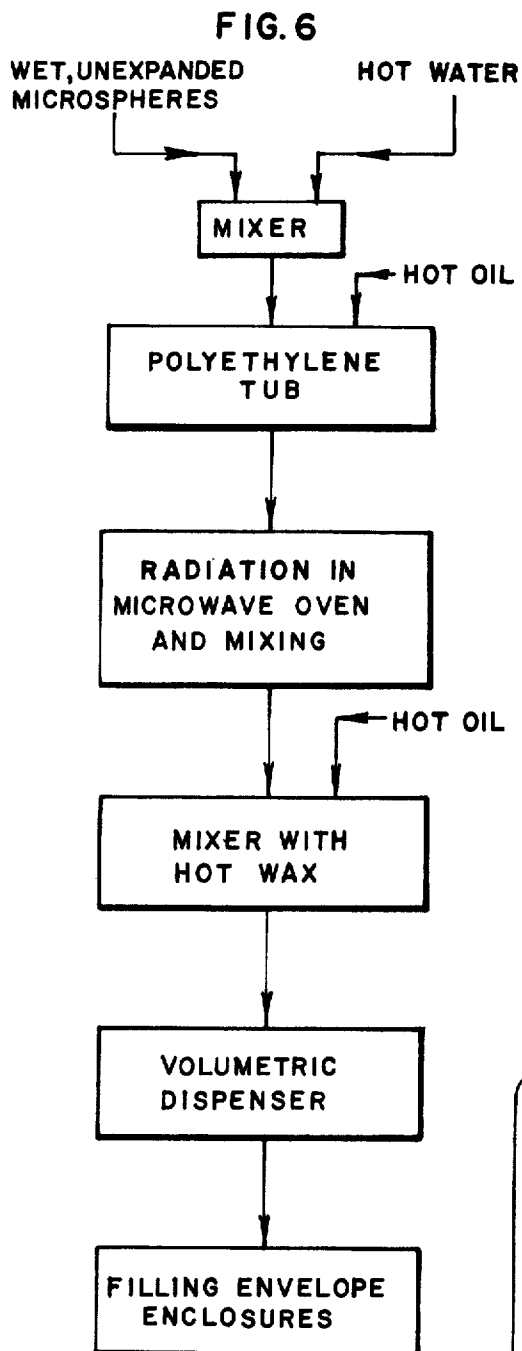 FIG. 6
WET, UNEXPANDED
MICROSPHERES
HOT WATER
MIXER
HOT OIL
POLYETHYLENE
TUB
RADIATION IN
MICROWAVE OVEN
AND MIXING
HOT OIL
MIXER WITH
HOT WAX
VOLUMETRIC
DISPENSER
FILLING ENVELOPE
ENCLOSURES